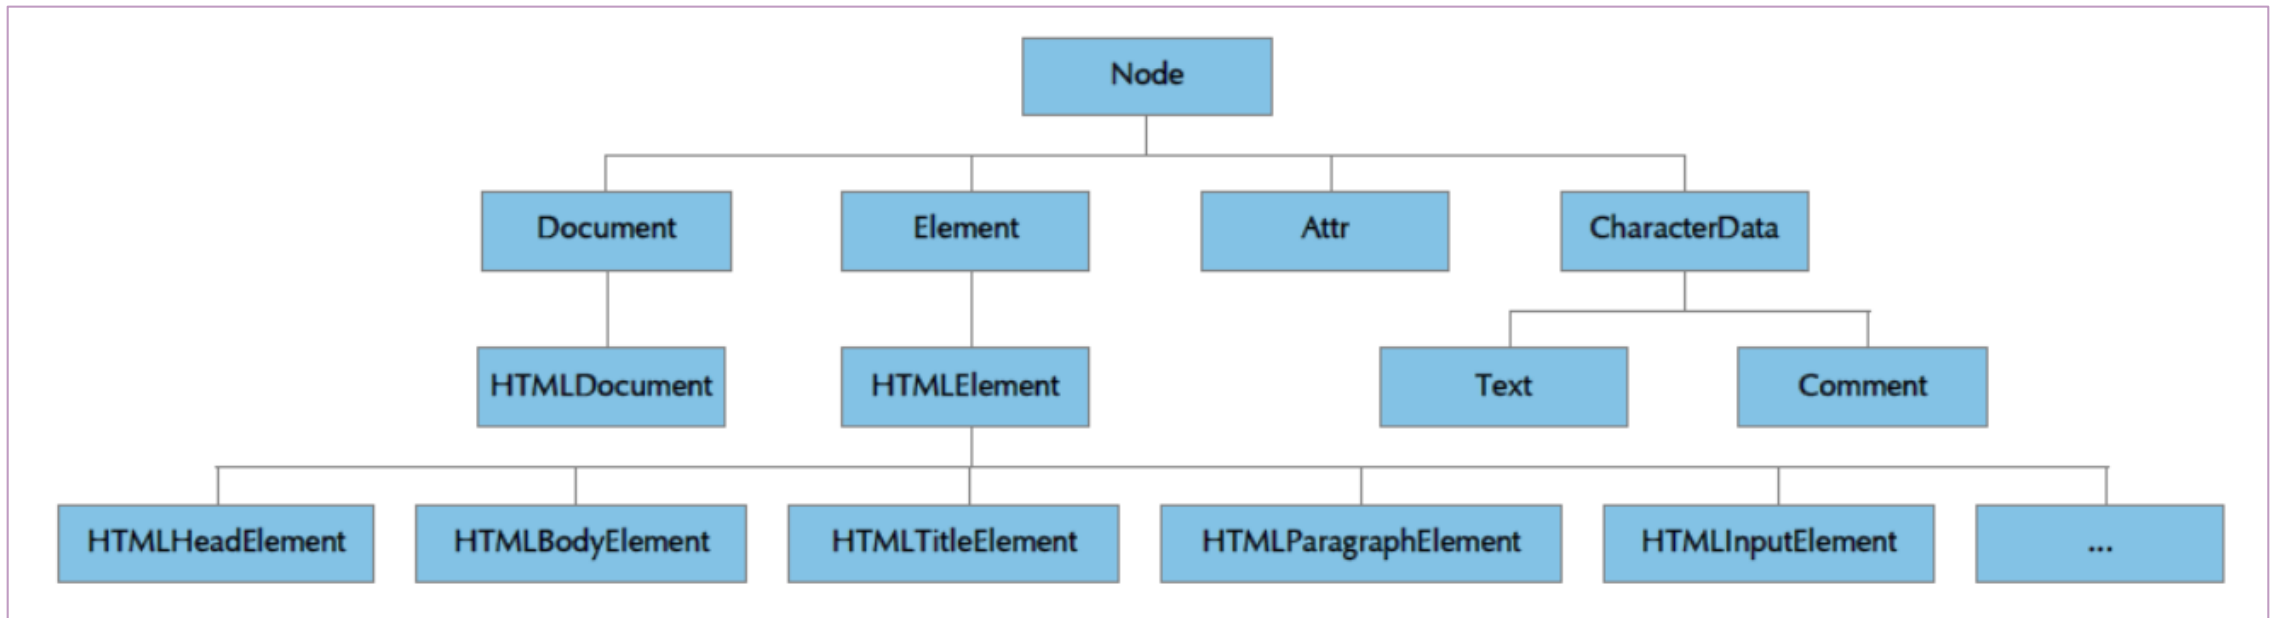 Node
Document
Element
Attr
CharacterData
HTMLDocument
HTMLElement
Text
Comment
HTMLHeadElement
HTMLBodyElement
HTMLTitleElement
HTMLParagraphElement
HTMLInputElement
...